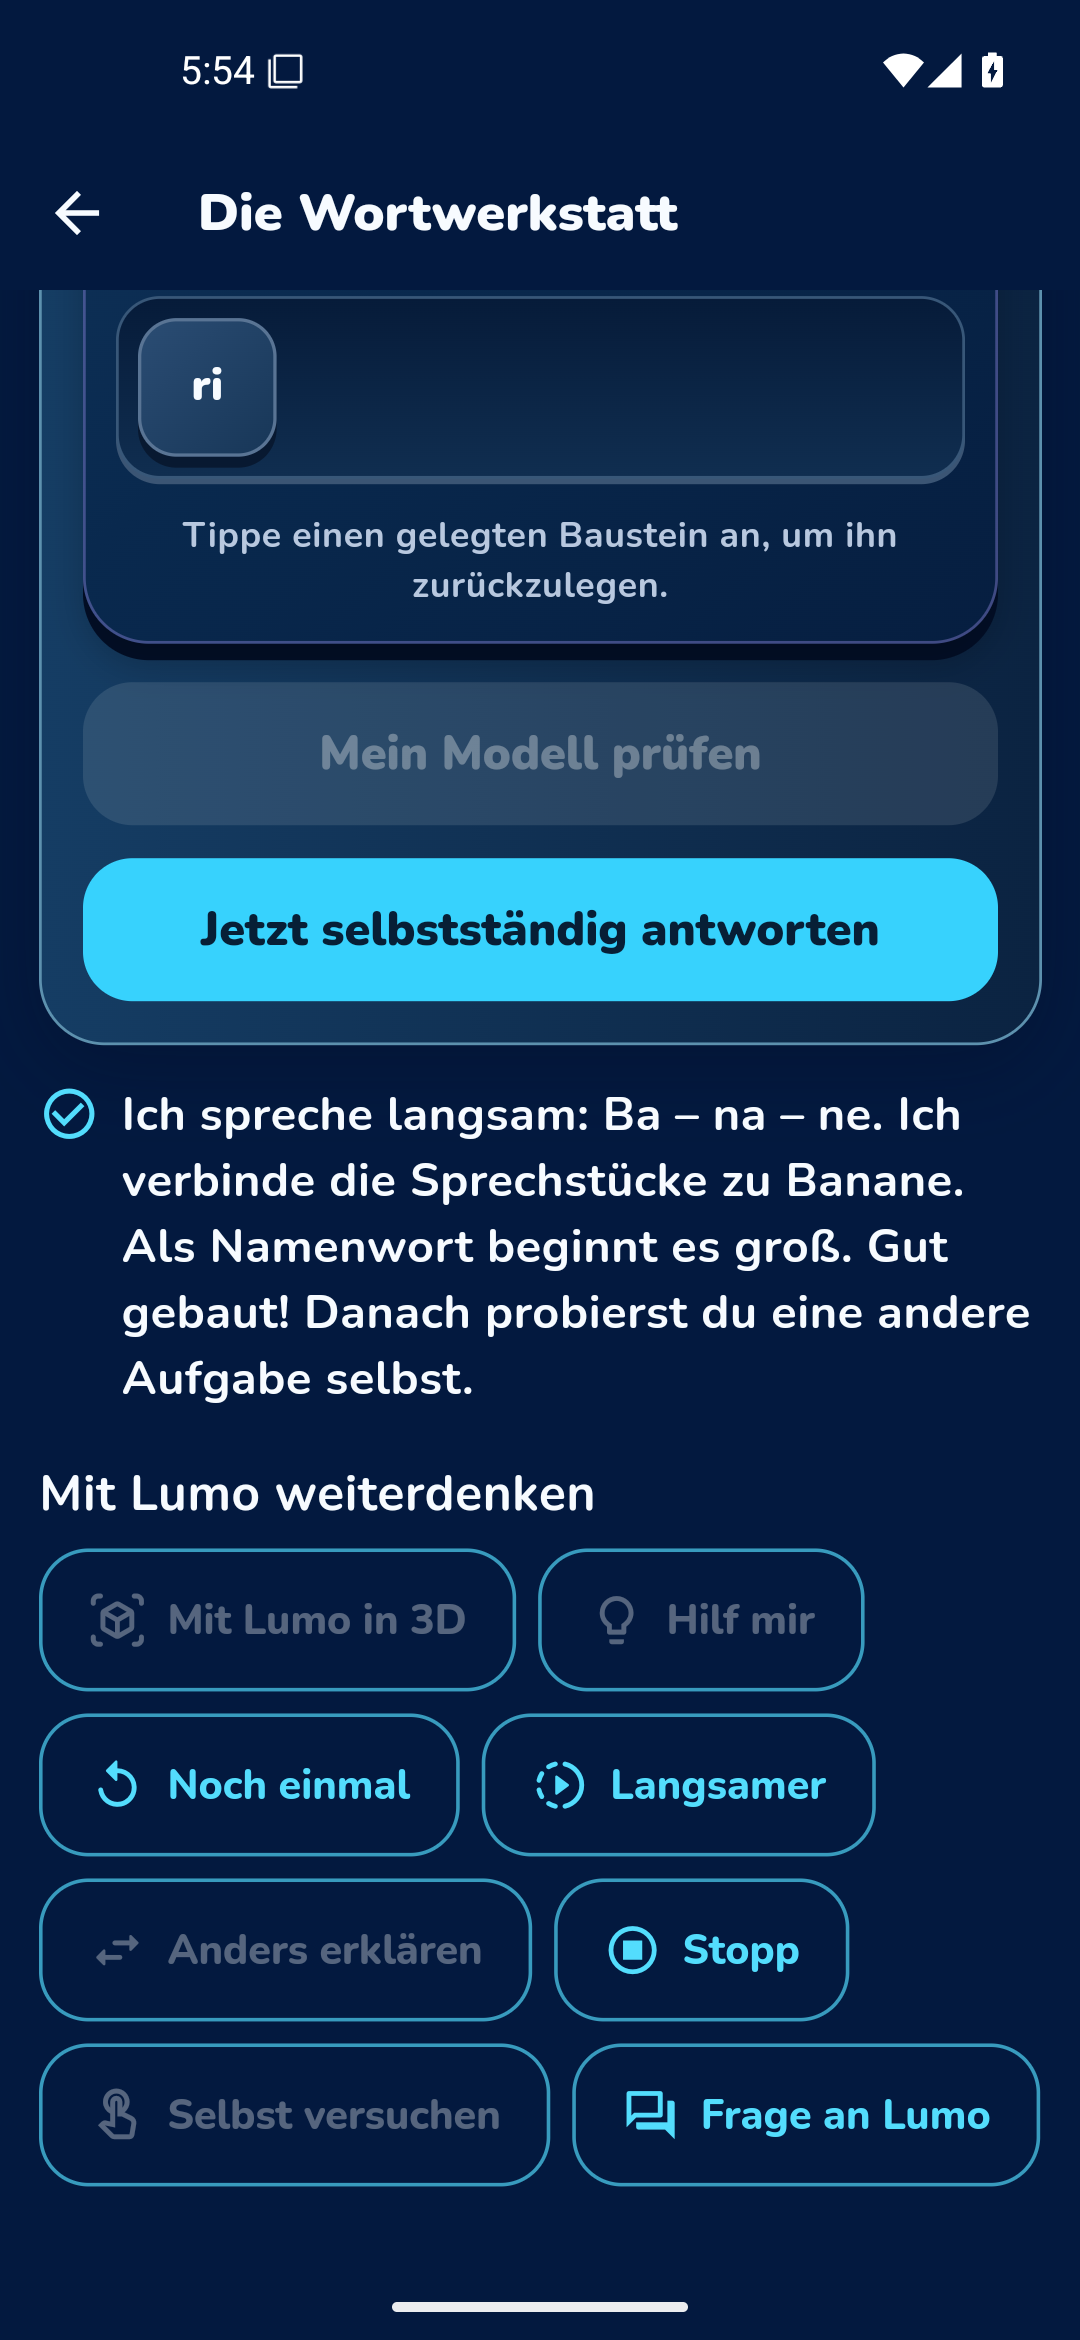 5:54
Die Wortwerkstatt
ri
Tippe einen gelegten Baustein an, um ihn
zurückzulegen.
Mein Modell prüfen
Jetzt selbstständig antworten
Ich spreche langsam: Ba – na – ne. Ich
verbinde die Sprechstücke zu Banane.
Als Namenwort beginnt es groß. Gut
gebaut! Danach probierst du eine andere
Aufgabe selbst.
Mit Lumo weiterdenken
Mit Lumo in 3D
Hilf mir
Noch einmal
Langsamer
Anders erklären
Stopp
Selbst versuchen
Frage an Lumo